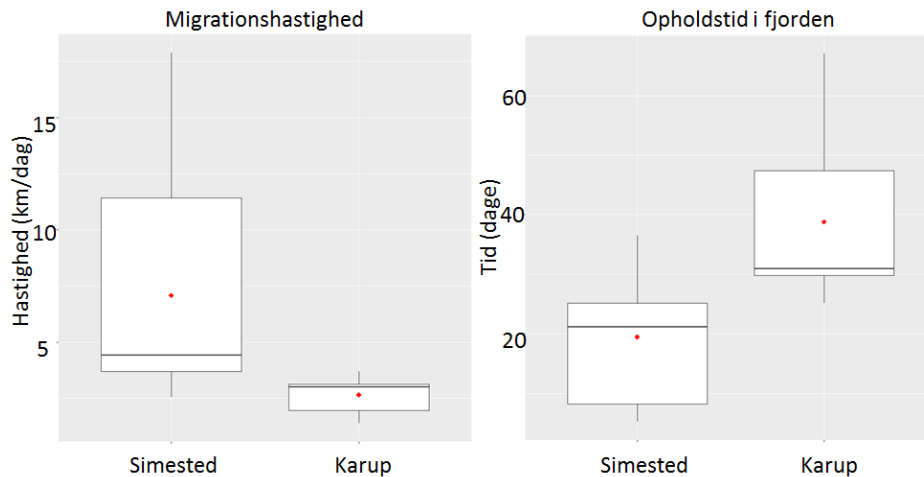 Migrationshastighed
Hastighed (km/dag)
15
10
5
Simested
Karup
Opholdstid i fjorden
Tid (dage)
60
40
20
Simested
Karup